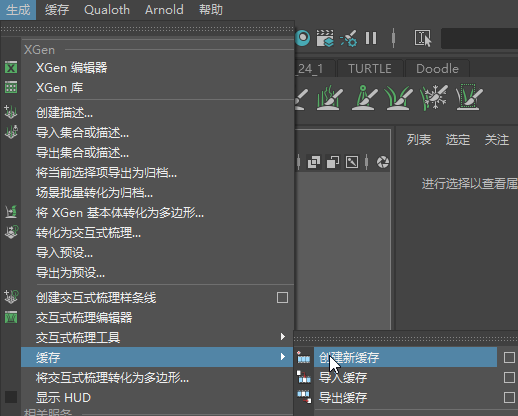 生成 缓存 Qualoth Arnold 帮助
XGen
XGen 编辑器
XGen 库
创建描述...
导入集合或描述...
导出集合或描述...
将当前选择项导出为归档...
场景批量转化为归档...
将 XGen 基本体转化为多边形...
转化为交互式梳理...
导入预设...
导出为预设...
创建交互式梳理样条线
交互式梳理编辑器
交互式梳理工具
缓存
将交互式梳理转化为多边形...
显示 HUD
相关服务
_24_1 TURTLE Doodle
列表 选定 关注
进行选择以查看属
创建新缓存
导入缓存
导出缓存